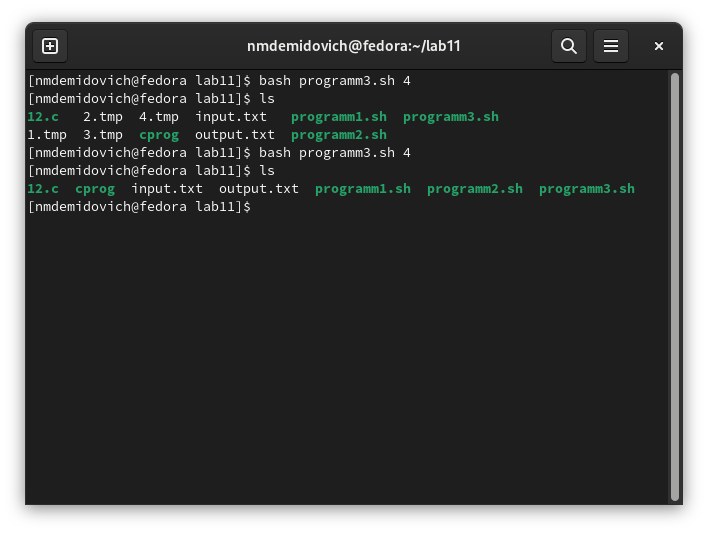 nmdemidovich@fedora:~/lab11
[nmdemidovich@fedora lab11]$ bash programm3.sh 4
[nmdemidovich@fedora lab11]$ ls
12.c   2.tmp  4.tmp  input.txt   programm1.sh  programm3.sh
1.tmp  3.tmp  cprog  output.txt  programm2.sh
[nmdemidovich@fedora lab11]$ bash programm3.sh 4
[nmdemidovich@fedora lab11]$ ls
12.c  cprog  input.txt  output.txt  programm1.sh  programm2.sh  programm3.sh
[nmdemidovich@fedora lab11]$